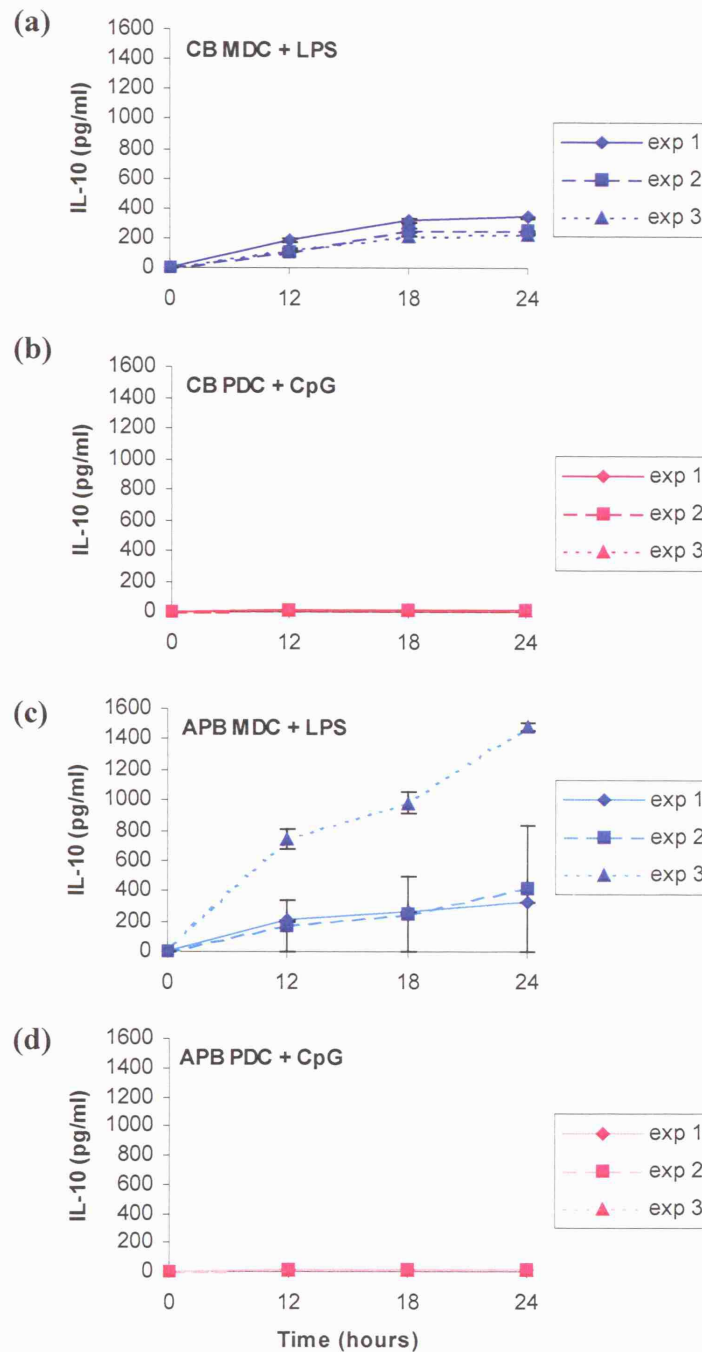 (a)
CB MDC + LPS
IL-10 (pg/ml)
1600
1400
1200
1000
800
600
400
200
0
0 12 18 24
exp 1
exp 2
exp 3
(b)
CB PDC + CpG
IL-10 (pg/ml)
1600
1400
1200
1000
800
600
400
200
0
0 12 18 24
exp 1
exp 2
exp 3
(c)
APB MDC + LPS
IL-10 (pg/ml)
1600
1400
1200
1000
800
600
400
200
0
0 12 18 24
exp 1
exp 2
exp 3
(d)
APB PDC + CpG
IL-10 (pg/ml)
1600
1400
1200
1000
800
600
400
200
0
0 12 18 24
Time (hours)
exp 1
exp 2
exp 3